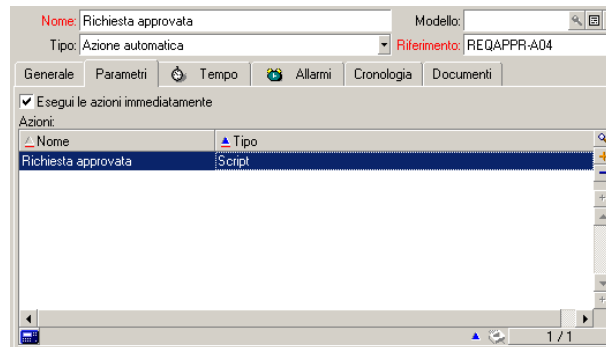 Nome: Richiesta approvata Modello:
Tipo: Azione automatica Riferimento: REQAPPR-A04
Generale Parametri Tempo Allarmi Cronologia Documenti
Esegui le azioni immediatamente
Azioni:
Nome Tipo
Richiesta approvata Script
1 / 1